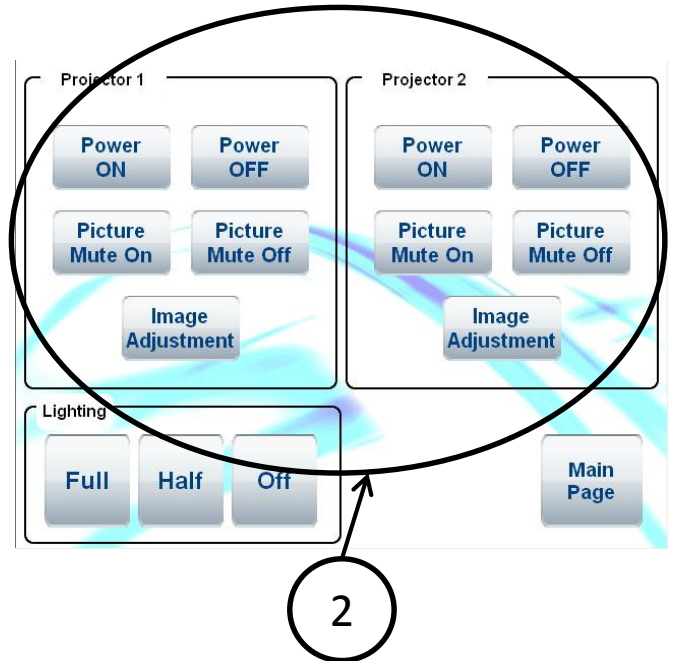 Projector 1
Power
ON
Power
OFF
Picture
Mute On
Picture
Mute Off
Image
Adjustment
Projector 2
Power
ON
Power
OFF
Picture
Mute On
Picture
Mute Off
Image
Adjustment
Lighting
Full
Half
Off
Main
Page
2